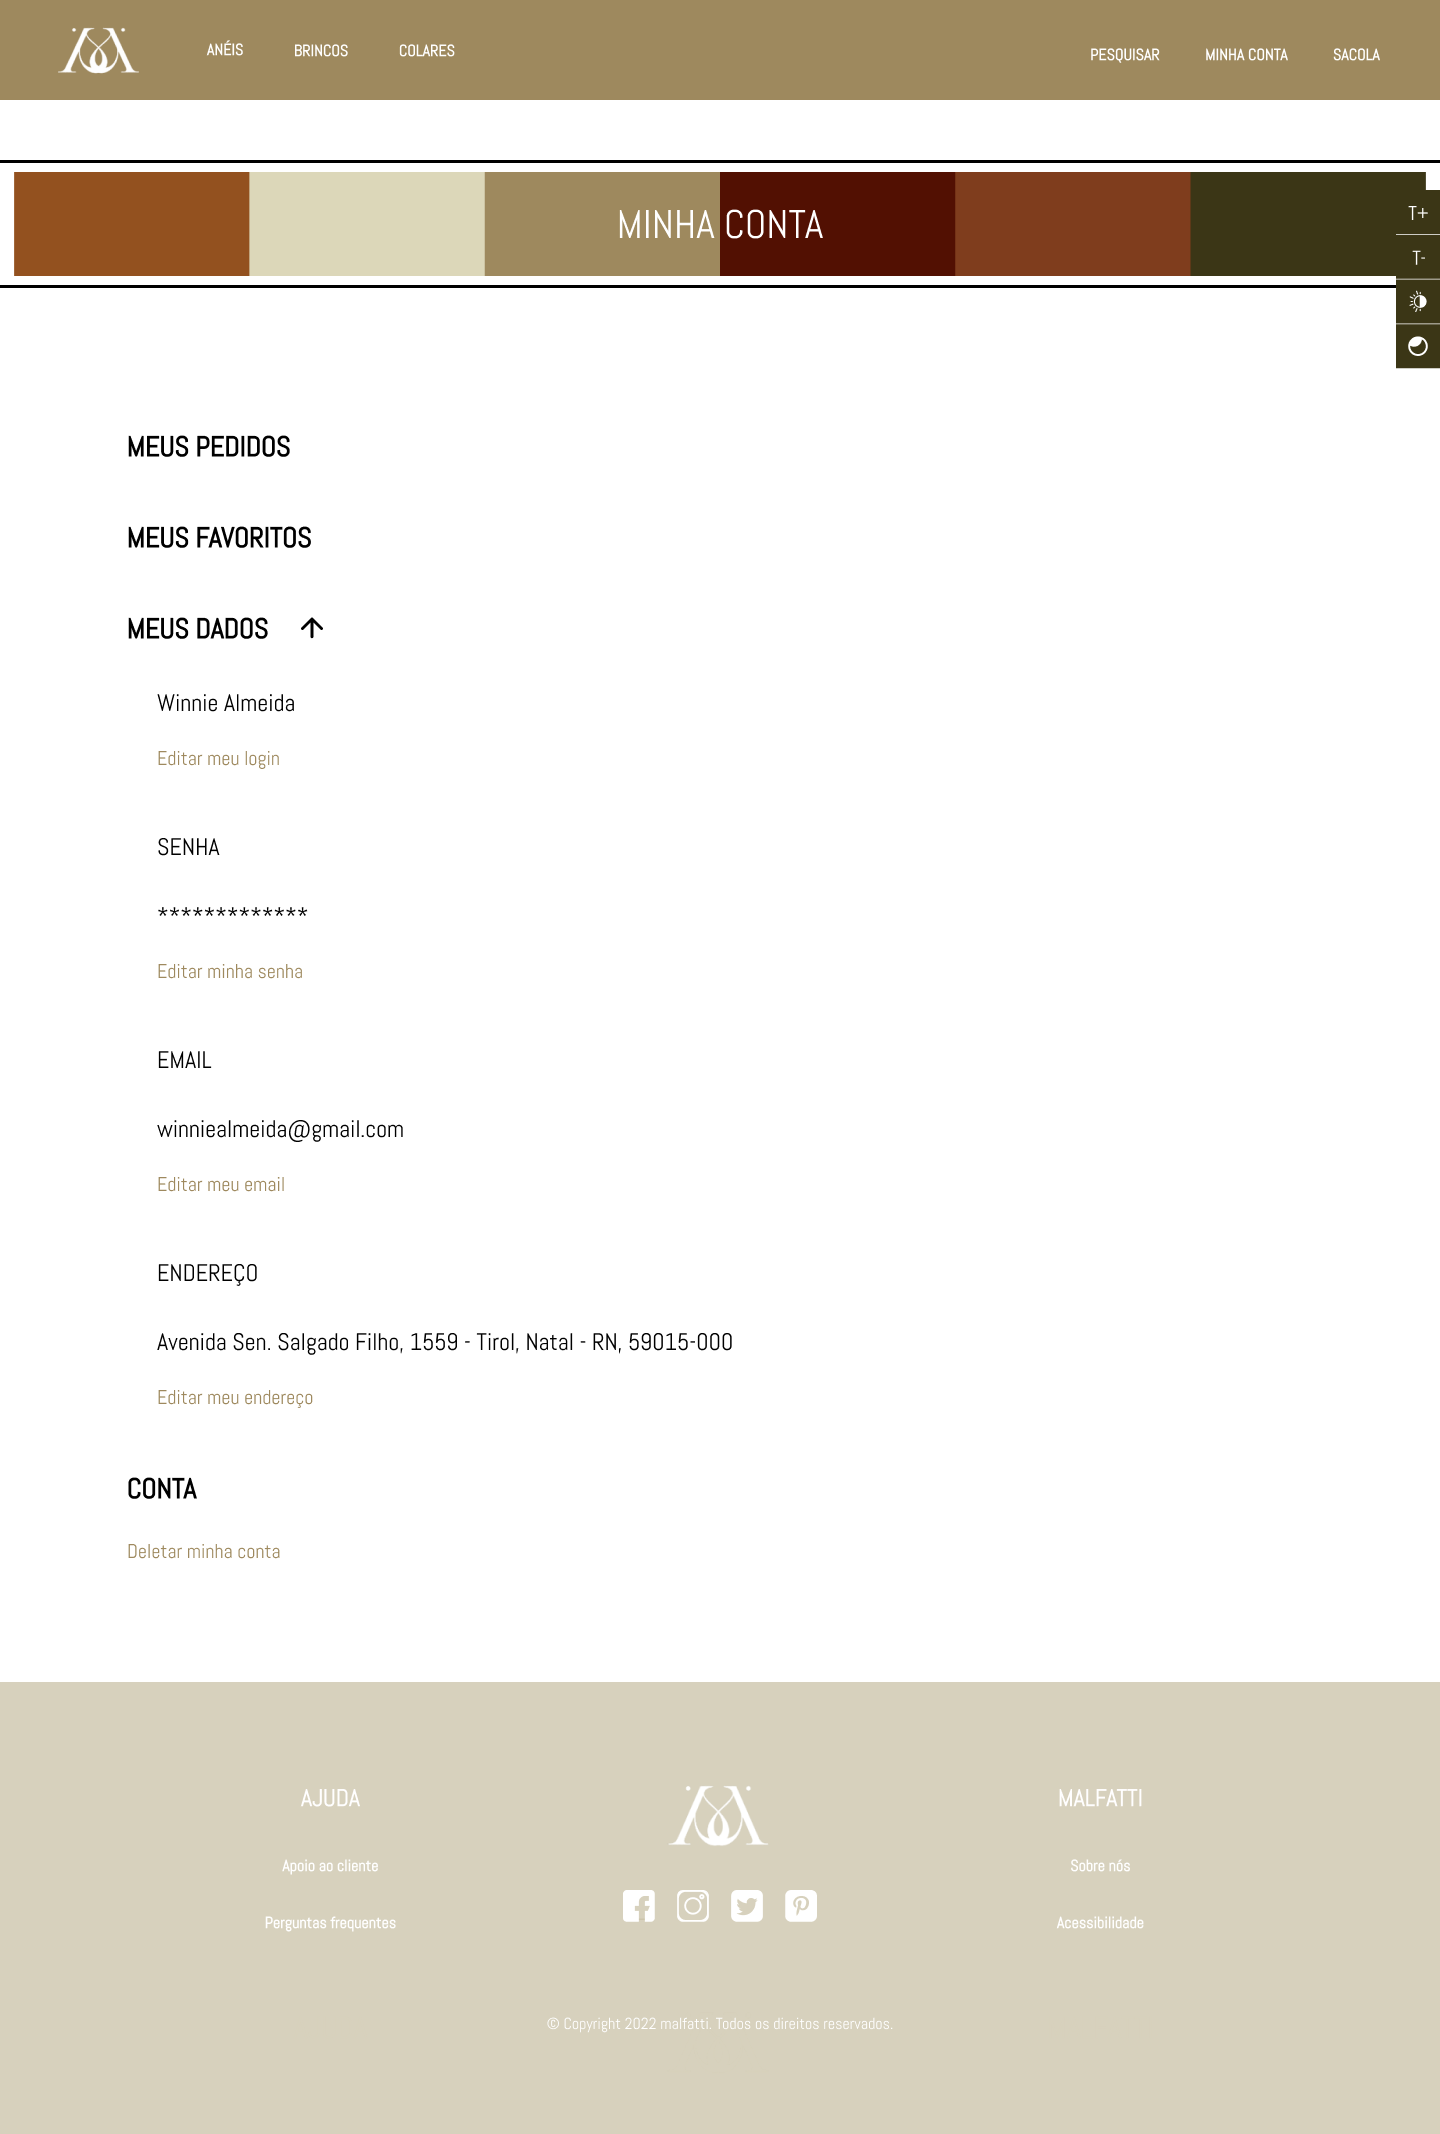 ANÉIS BRINCOS COLARES PESQUISAR MINHA CONTA SACOLA
MINHA CONTA
T+
T-
MEUS PEDIDOS
MEUS FAVORITOS
MEUS DADOS
Winnie Almeida
Editar meu login
SENHA
*************
Editar minha senha
EMAIL
winniealmeida@gmail.com
Editar meu email
ENDEREÇO
Avenida Sen. Salgado Filho, 1559 - Tirol, Natal - RN, 59015-000
Editar meu endereço
CONTA
Deletar minha conta
AJUDA
Apoio ao cliente
Perguntas frequentes
MALFATTI
Sobre nós
Acessibilidade
© Copyright 2022 malfatti. Todos os direitos reservados.